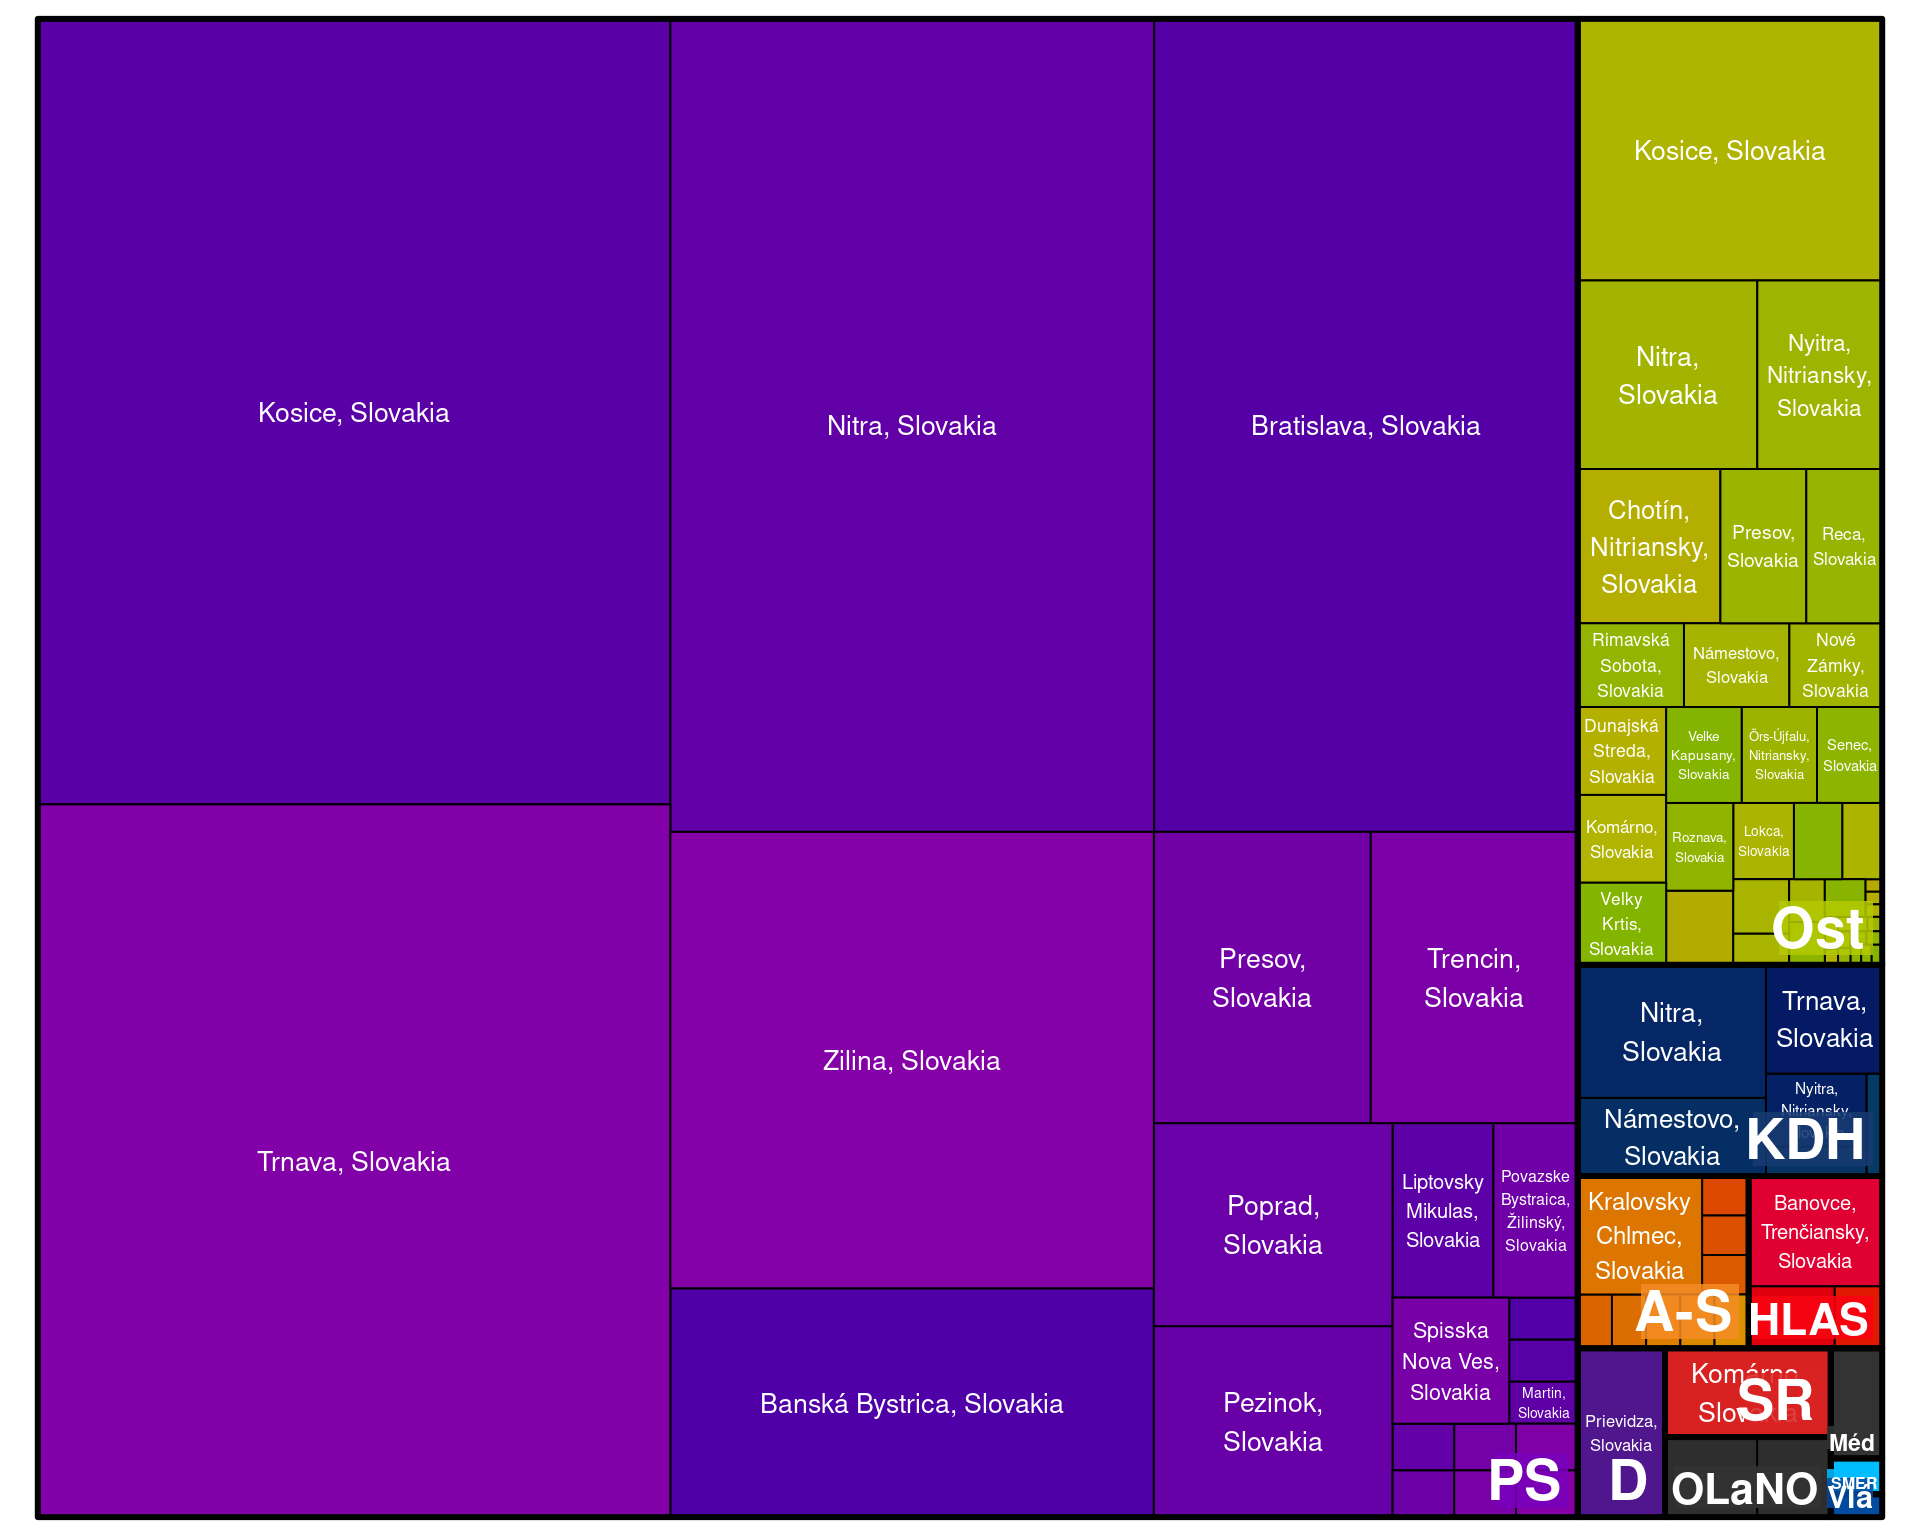 Kosice, Slovakia
Nitra, Slovakia
Bratislava, Slovakia
Trnava, Slovakia
Zilina, Slovakia
Banská Bystrica, Slovakia
Presov,
Slovakia
Trencin,
Slovakia
Poprad,
Slovakia
Liptovsky
Mikulas,
Slovakia
Povazske
Bystraica,
Žilinský,
Slovakia
Pezinok,
Slovakia
Spisska
Nova Ves,
Slovakia
Martin,
Slovakia
PS
Kosice, Slovakia
Nitra,
Slovakia
Nyitra,
Nitriansky,
Slovakia
Chotín,
Nitriansky,
Slovakia
Presov,
Slovakia
Reca,
Slovakia
Rimavská
Sobota,
Slovakia
Námestovo,
Slovakia
Nové
Zámky,
Slovakia
Dunajská
Streda,
Slovakia
Velke
Kapusany,
Slovakia
Örs-Újfalu,
Nitriansky,
Slovakia
Senec,
Slovakia
Komárno,
Slovakia
Roznava,
Slovakia
Lokca,
Slovakia
Velky
Krtis,
Slovakia
Ost
Nitra,
Slovakia
Trnava,
Slovakia
Námestovo,
Slovakia
Nyitra,
Nitriansky,
KDH
Kralovsky
Chlmec,
Slovakia
A-S
Banovce,
Trenčiansky,
Slovakia
HLAS
Prievidza,
Slovakia
D
Komárno,
Slovakia
SR
OLaNO
Méd
SMER
Vla